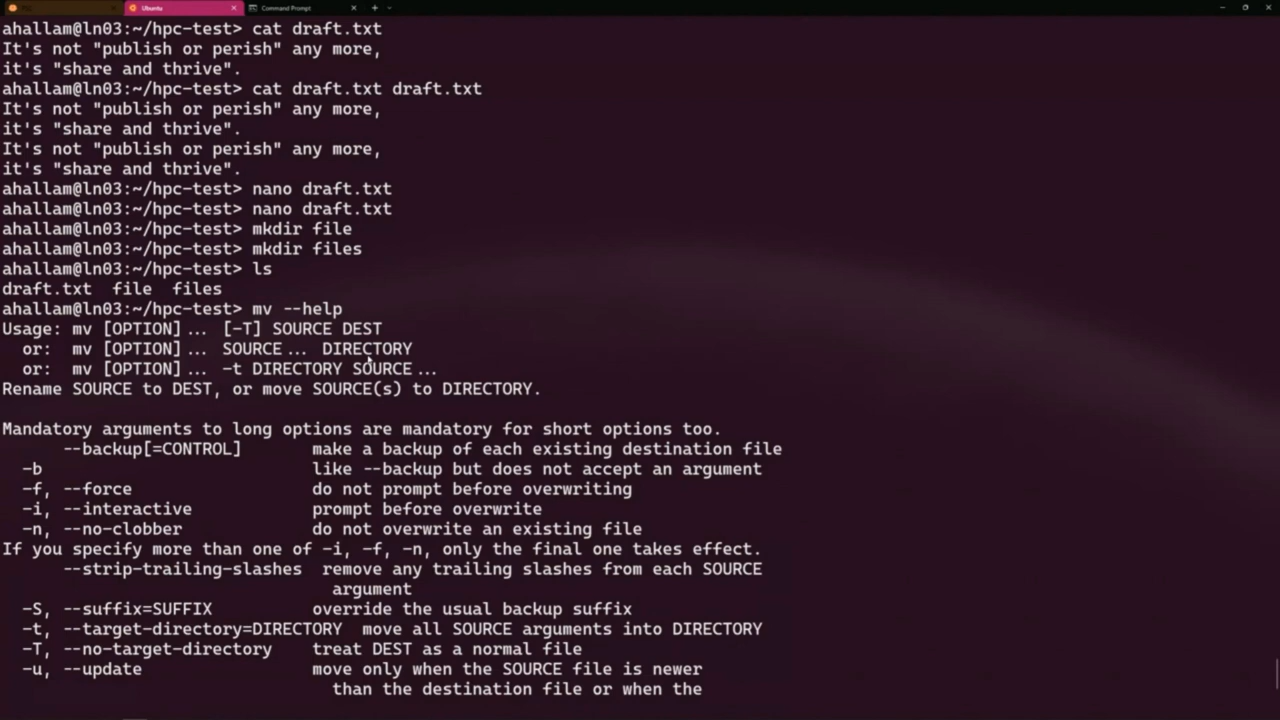 Ubuntu
Command Prompt
ahallam@ln03:~/hpc-test> cat draft.txt
It's not "publish or perish" any more,
it's "share and thrive".
ahallam@ln03:~/hpc-test> cat draft.txt draft.txt
It's not "publish or perish" any more,
it's "share and thrive".
It's not "publish or perish" any more,
it's "share and thrive".
ahallam@ln03:~/hpc-test> nano draft.txt
ahallam@ln03:~/hpc-test> nano draft.txt
ahallam@ln03:~/hpc-test> mkdir file
ahallam@ln03:~/hpc-test> mkdir files
ahallam@ln03:~/hpc-test> ls
draft.txt  file  files
ahallam@ln03:~/hpc-test> mv --help
Usage: mv [OPTION]... [-T] SOURCE DEST
  or:  mv [OPTION]... SOURCE... DIRECTORY
  or:  mv [OPTION]... -t DIRECTORY SOURCE...
Rename SOURCE to DEST, or move SOURCE(s) to DIRECTORY.
Mandatory arguments to long options are mandatory for short options too.
      --backup[=CONTROL]       make a backup of each existing destination file
  -b                           like --backup but does not accept an argument
  -f, --force                  do not prompt before overwriting
  -i, --interactive            prompt before overwrite
  -n, --no-clobber             do not overwrite an existing file
If you specify more than one of -i, -f, -n, only the final one takes effect.
      --strip-trailing-slashes  remove any trailing slashes from each SOURCE
                                 argument
  -S, --suffix=SUFFIX          override the usual backup suffix
  -t, --target-directory=DIRECTORY  move all SOURCE arguments into DIRECTORY
  -T, --no-target-directory    treat DEST as a normal file
  -u, --update                 move only when the SOURCE file is newer
                                 than the destination file or when the